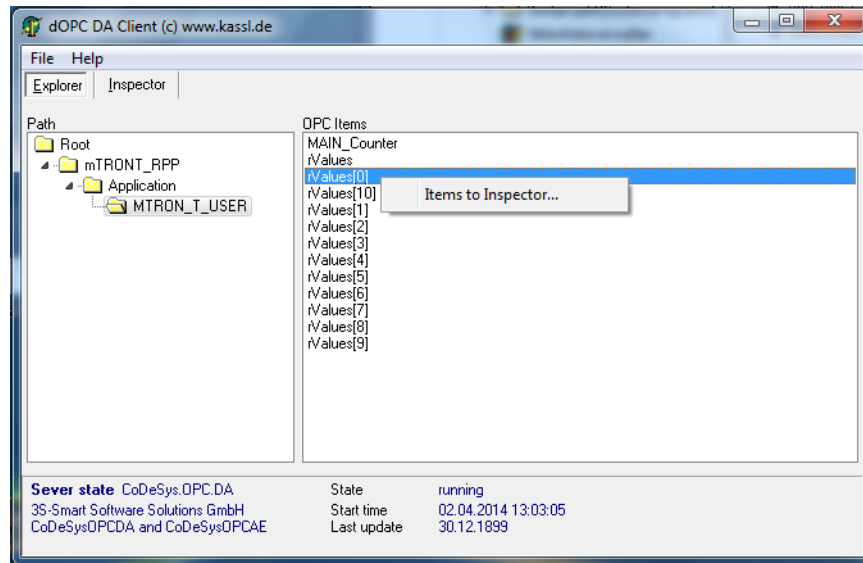 dOPC DA Client (c) www.kassl.de
File Help
Explorer Inspector
Path
Root
mTRONT_RPP
Application
MTRON_T_USER
OPC Items
MAIN_Counter
rValues
rValues[0]
rValues[10]
Items to Inspector...
rValues[1]
rValues[2]
rValues[3]
rValues[4]
rValues[5]
rValues[6]
rValues[7]
rValues[8]
rValues[9]
Sever state CoDeSys.OPC.DA State running
3S-Smart Software Solutions GmbH Start time 02.04.2014 13:03:05
CoDeSysOPCDA and CoDeSysOPCAE Last update 30.12.1899